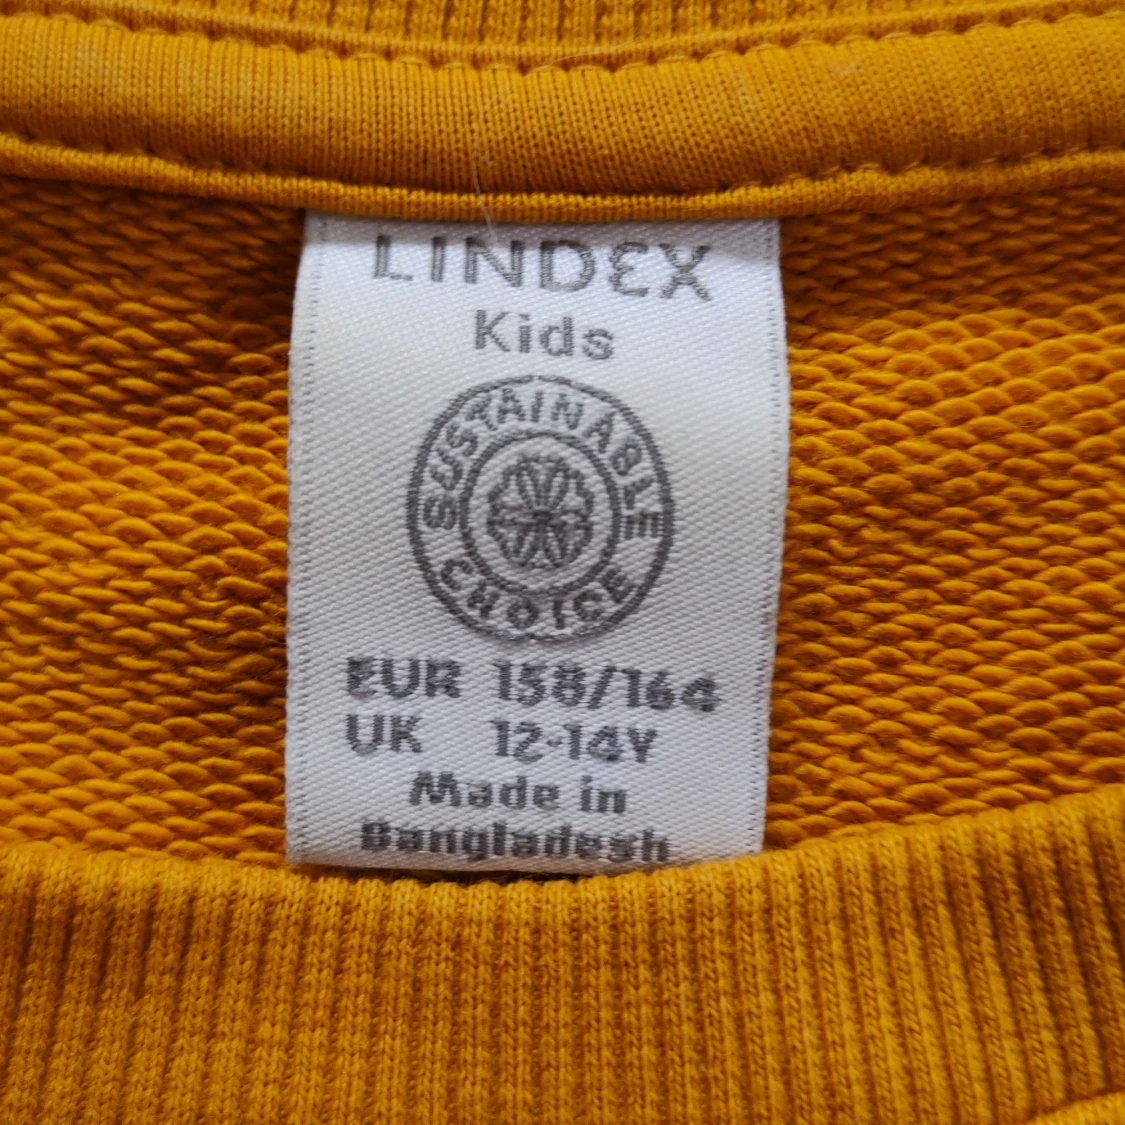 LINDEX
Kids
SUSTAINABLE
CHOICE
EUR 158/164
UK 12-14Y
Made in
Bangladesh